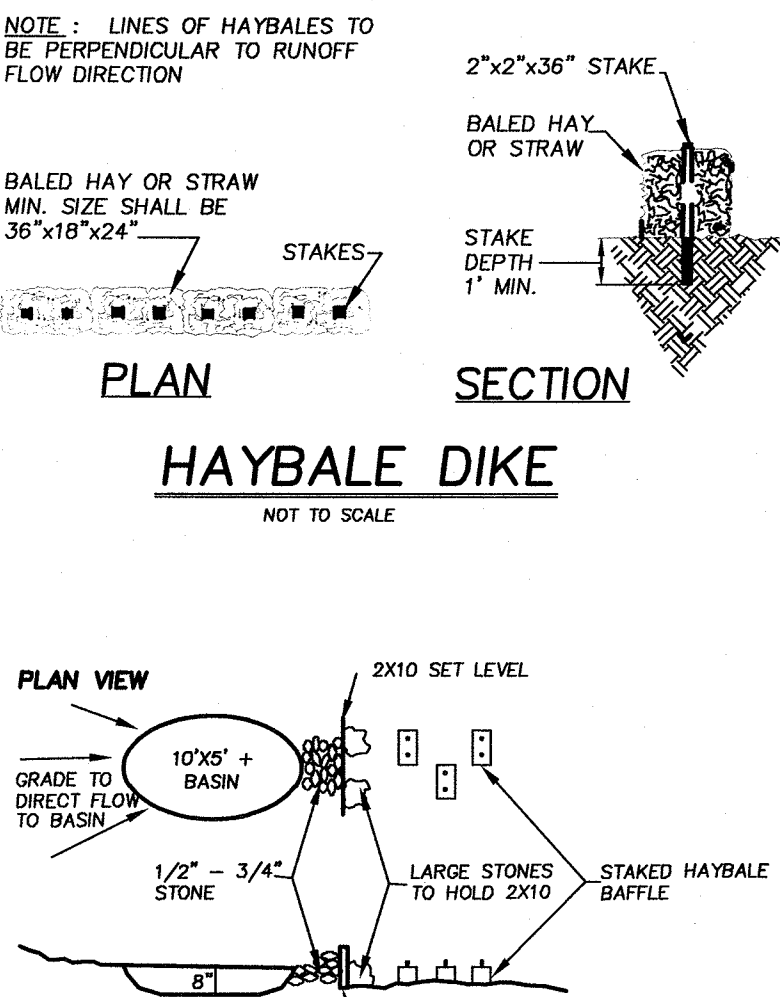 NOTE : LINES OF HAYBALES TO
BE PERPENDICULAR TO RUNOFF
FLOW DIRECTION
2"x2"x36" STAKE
BALED HAY
OR STRAW
BALED HAY OR STRAW
MIN. SIZE SHALL BE
36"x18"x24"
STAKES
STAKE
DEPTH
1' MIN.
PLAN
SECTION
HAYBALE DIKE
NOT TO SCALE
PLAN VIEW
2X10 SET LEVEL
10'X5' +
BASIN
GRADE TO
DIRECT FLOW
TO BASIN
1/2" - 3/4"
STONE
LARGE STONES
TO HOLD 2X10
STAKED HAYBALE
BAFFLE
8"